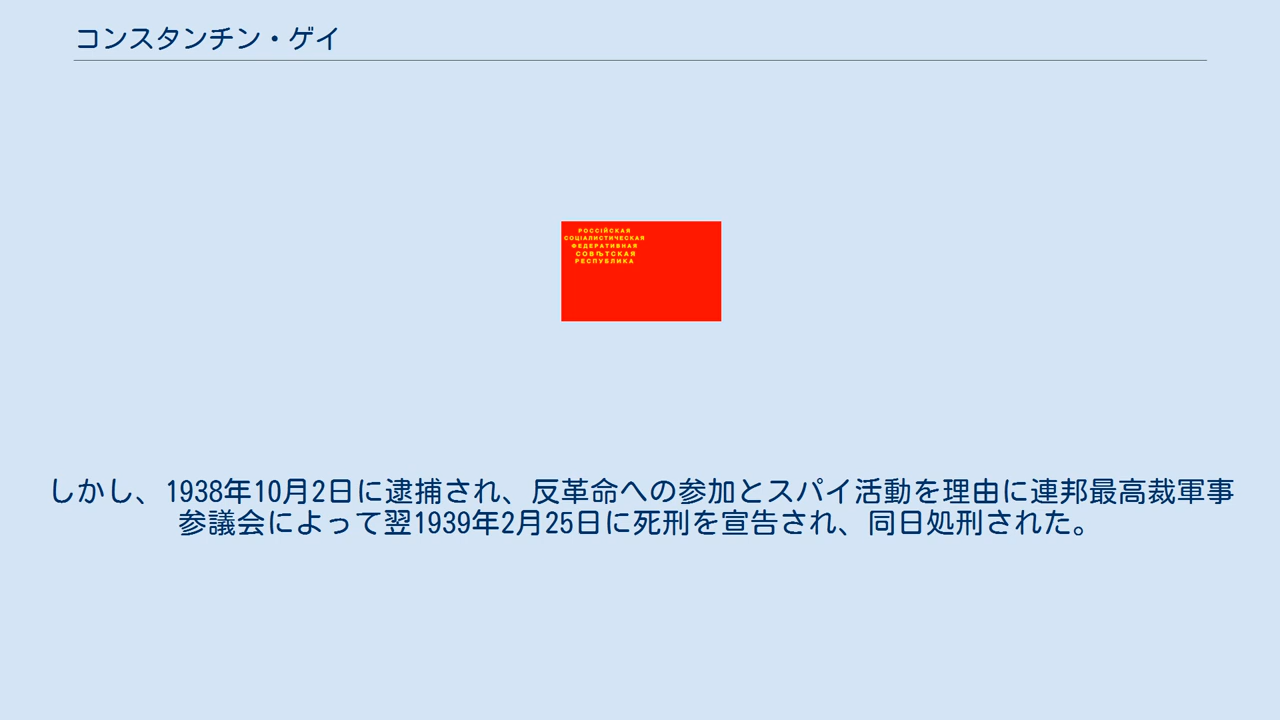 コンスタンチン・ゲイ
РОССІЙСКАЯ
СОЦІАЛИСТИЧЕСКАЯ
ФЕДЕРАТИВНАЯ
СОВѢТСКАЯ
РЕСПУБЛИКА
しかし、1938年10月2日に逮捕され、反革命への参加とスパイ活動を理由に連邦最高裁軍事
参議会によって翌1939年2月25日に死刑を宣告され、同日処刑された。